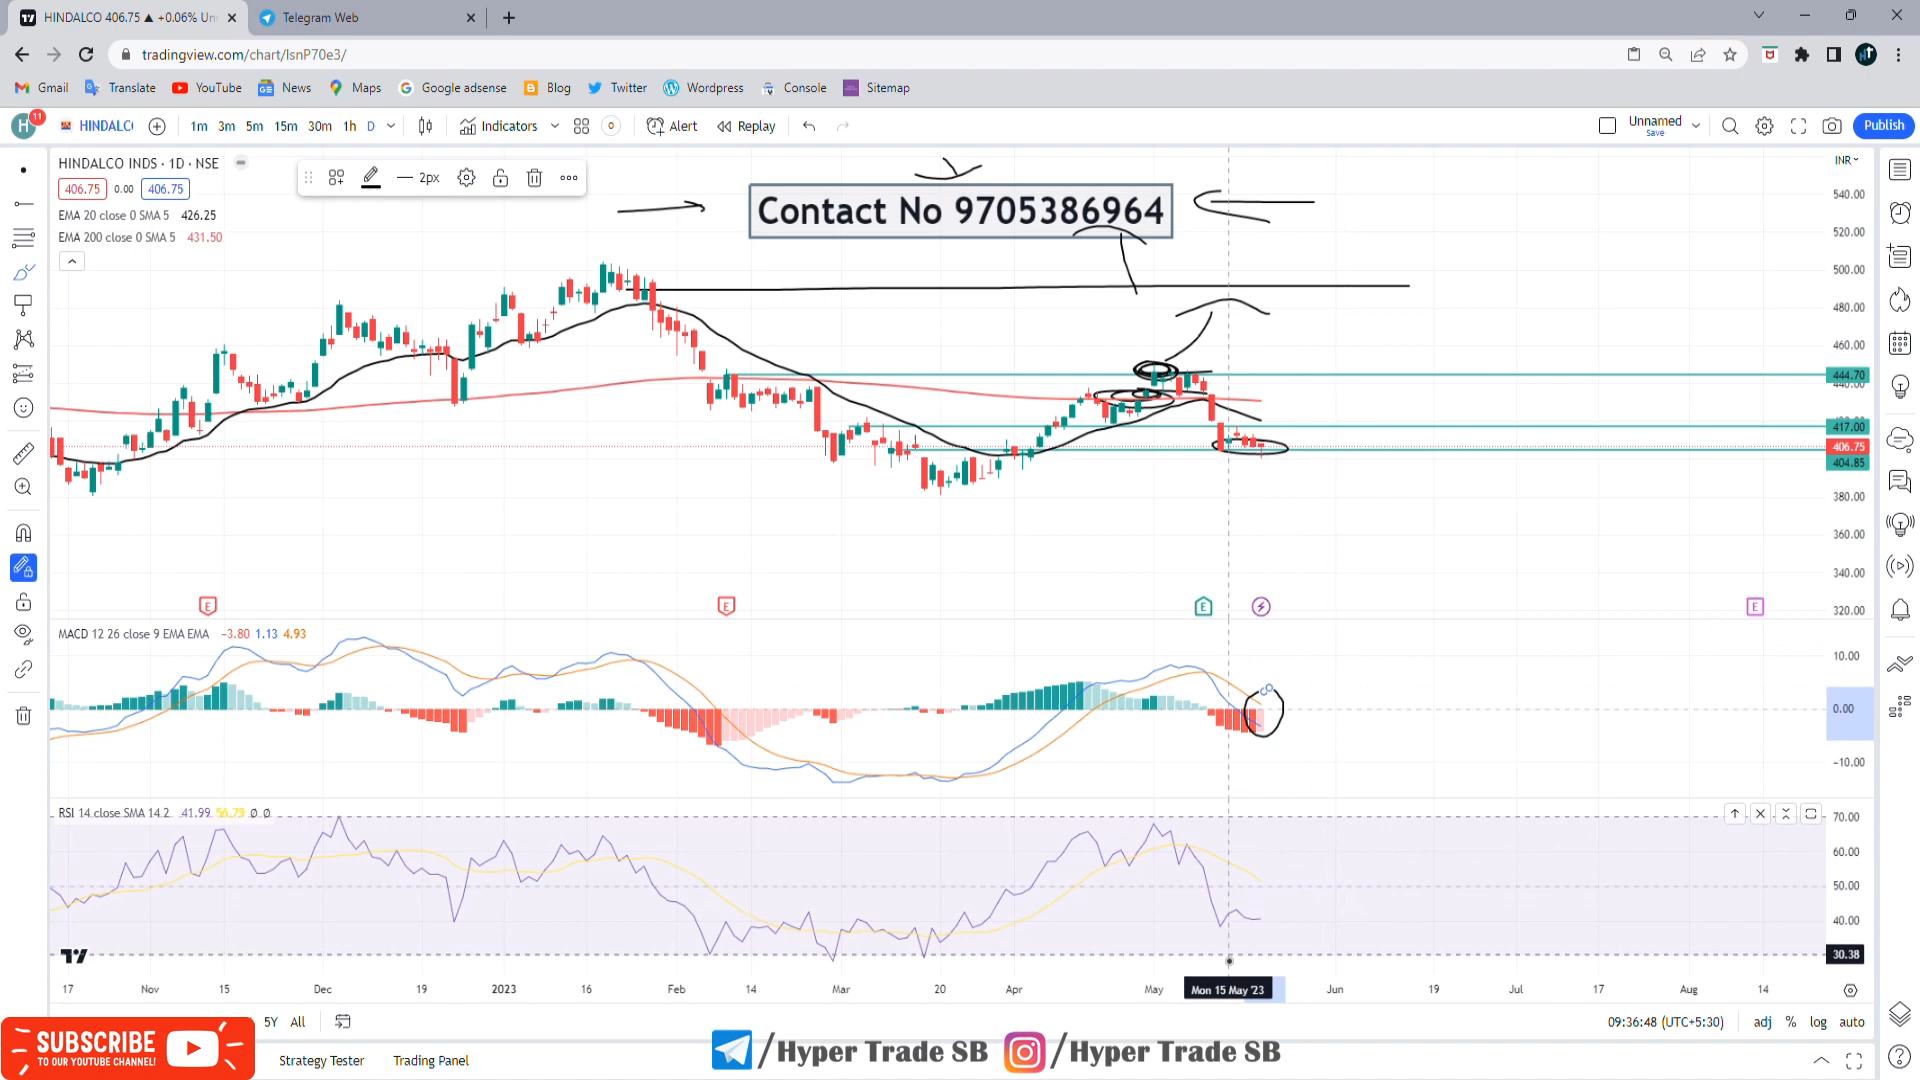 HINDALCO 406.75 ▲ +0.06% Un
Telegram Web
tradingview.com/chart/IsnP70e3/
Gmail Translate YouTube News Maps Google adsense Blog Twitter Wordpress Console Sitemap
H 11 HINDALC 1m 3m 5m 15m 30m 1h D Indicators Alert Replay Unnamed Save Publish
HINDALCO INDS · 1D · NSE
406.75 0.00 406.75
2px
EMA 20 close 0 SMA 5 426.25
EMA 200 close 0 SMA 5 431.50
Contact No 9705386964
INR
540.00
520.00
500.00
480.00
460.00
444.70
440.00
417.00
406.75
404.85
380.00
360.00
340.00
320.00
E E E E
MACD 12 26 close 9 EMA EMA −3.80 1.13 4.93
10.00
0.00
−10.00
RSI 14 close SMA 14 2 41.99 56.79 Ø Ø
70.00
60.00
50.00
40.00
30.38
17 Nov 15 Dec 19 2023 16 Feb 14 Mar 20 Apr May Mon 15 May '23 Jun 19 Jul 17 Aug 14
5Y All
09:36:48 (UTC+5:30) adj % log auto
SUBSCRIBE
TO OUR YOUTUBE CHANNEL!
Strategy Tester Trading Panel
/Hyper Trade SB /Hyper Trade SB